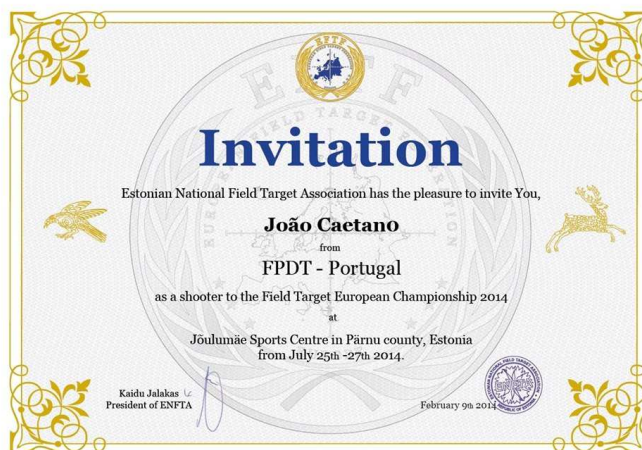 EFTF
Invitation
Estonian National Field Target Association has the pleasure to invite You,
João Caetano
from
FPDT - Portugal
as a shooter to the Field Target European Championship 2014
at
Jõulumäe Sports Centre in Pärnu county, Estonia
from July 25th -27th 2014.
Kaidu Jalakas
President of ENFTA
February 9th 2014